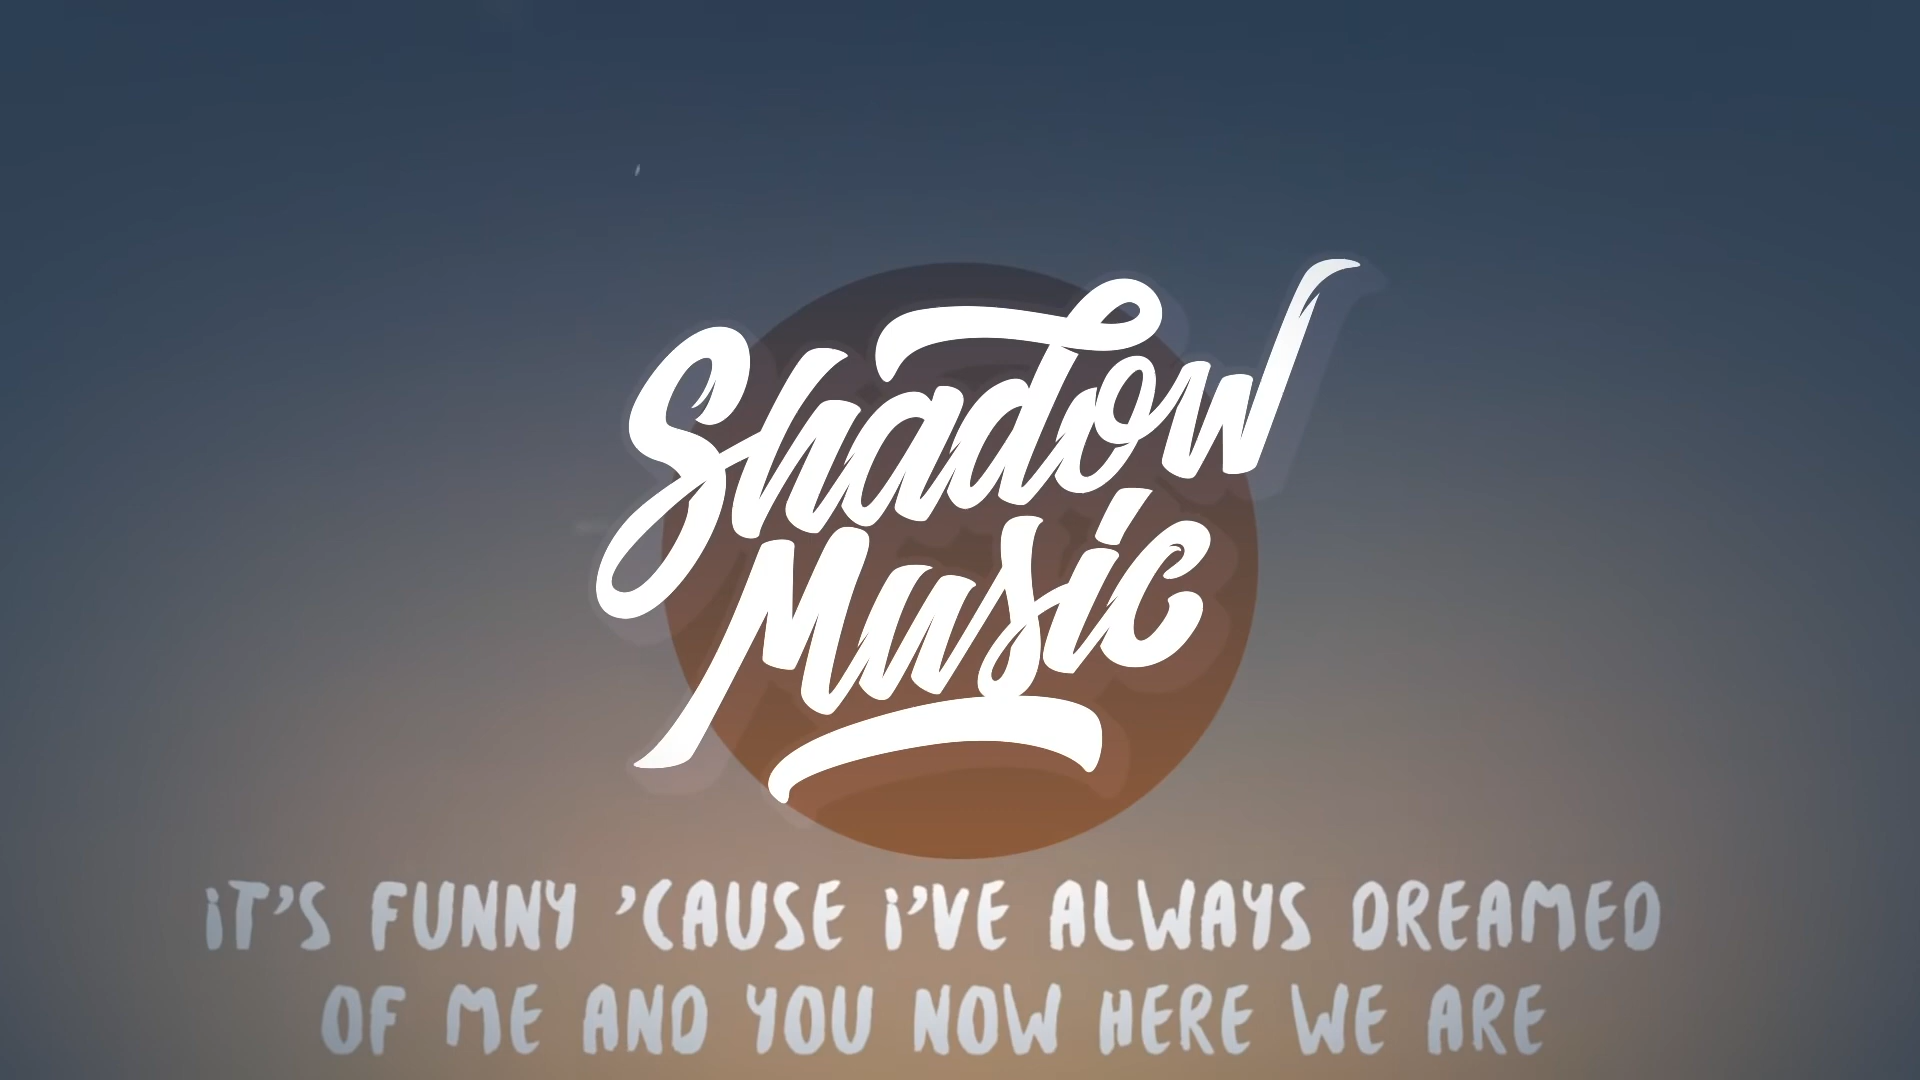 Shadow
Music
iT'S FUNNY 'CAUSE i'VE ALWAYS DREAMED
OF ME AND YOU NOW HERE WE ARE